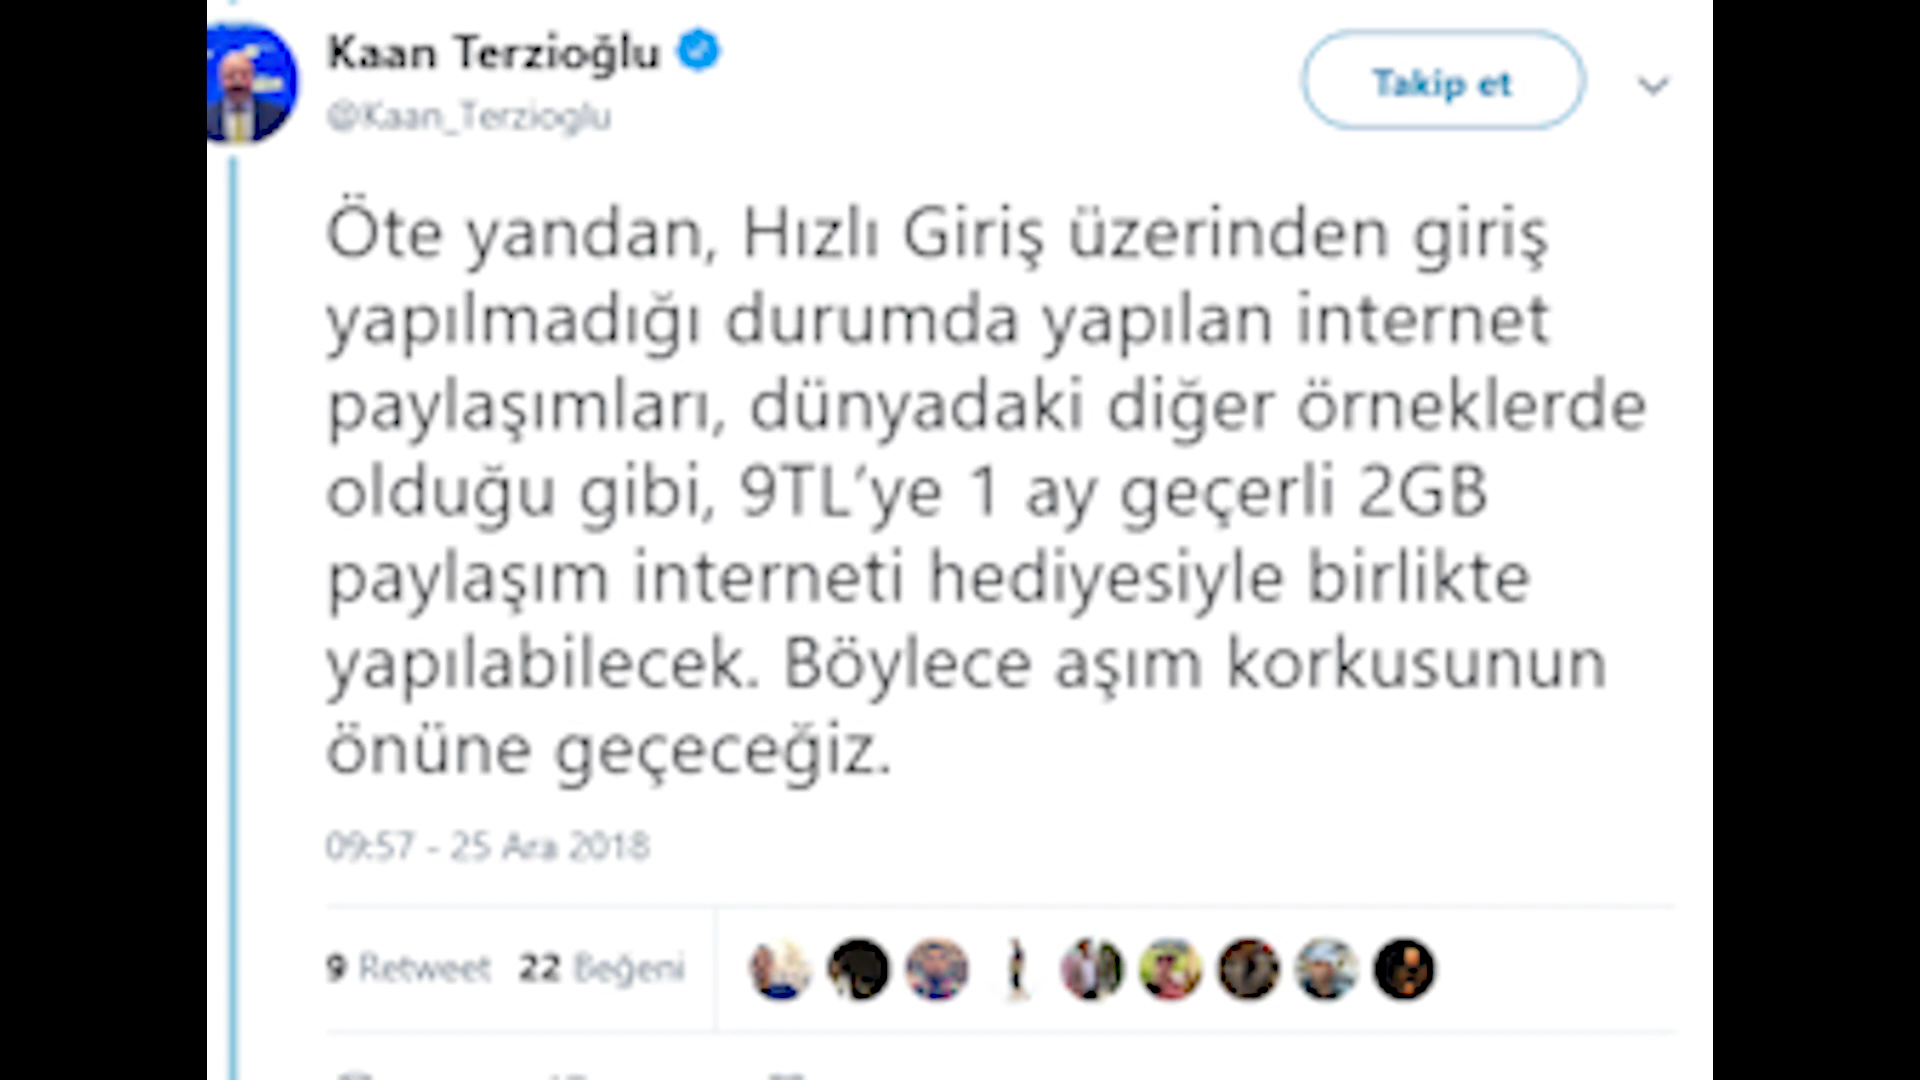 Kaan Terzioğlu
@Kaan_Terzioglu
Takip et
Öte yandan, Hızlı Giriş üzerinden giriş
yapılmadığı durumda yapılan internet
paylaşımları, dünyadaki diğer örneklerde
olduğu gibi, 9TL'ye 1 ay geçerli 2GB
paylaşım interneti hediyesiyle birlikte
yapılabilecek. Böylece aşım korkusunun
önüne geçeceğiz.
09:57 - 25 Ara 2018
9 Retweet 22 Beğeni